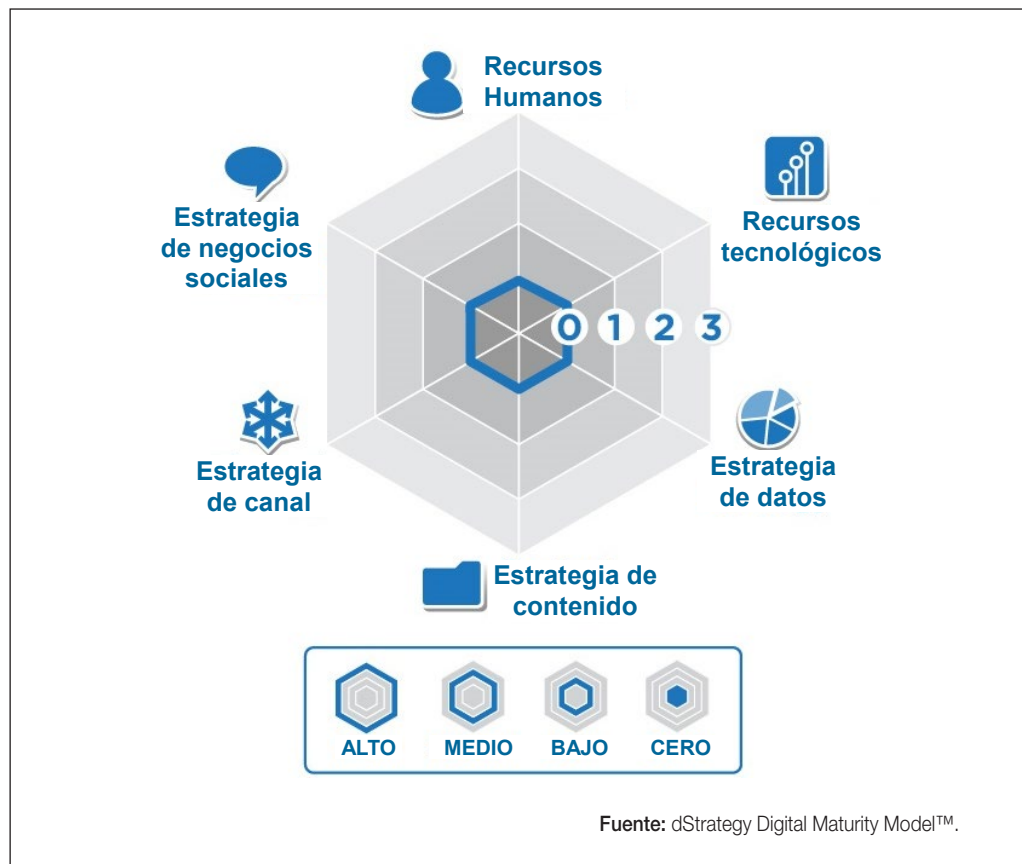 Recursos
Humanos
Estrategia
de negocios
sociales
Recursos
tecnológicos
0 1 2 3
Estrategia
de canal
Estrategia
de datos
Estrategia de
contenido
ALTO MEDIO BAJO CERO
Fuente: dStrategy Digital Maturity Model™.